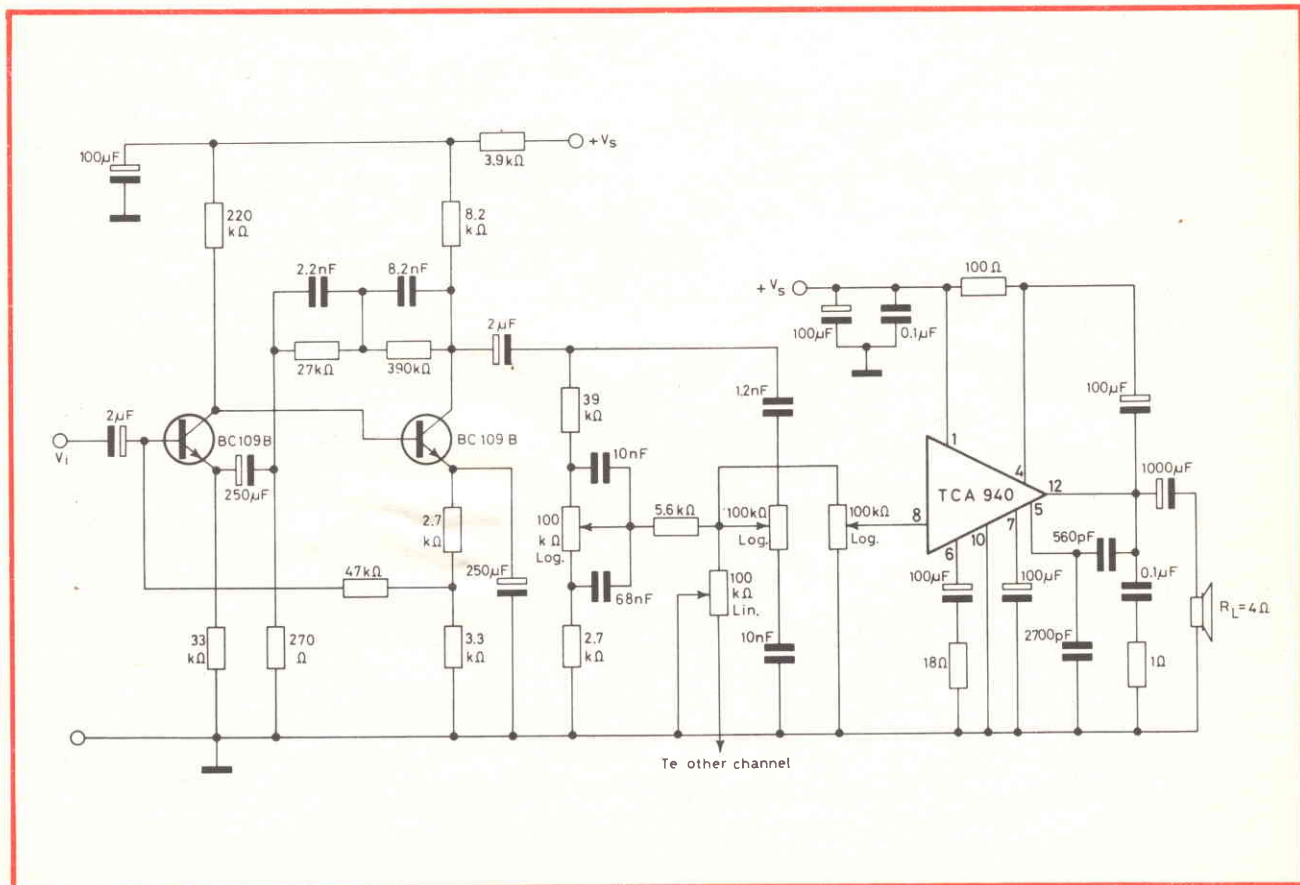 100µF
3.9kΩ
+Vs
220
kΩ
8.2
kΩ
2.2nF
8.2nF
27kΩ
390kΩ
2µF
2µF
Vi
BC109B
250µF
BC109B
2.7
kΩ
47kΩ
250µF
33
kΩ
270
Ω
3.3
kΩ
39
kΩ
10nF
100
kΩ
Log.
68nF
2.7
kΩ
5.6kΩ
1.2nF
100kΩ
Log.
100
kΩ
Lin.
10nF
100kΩ
Log.
Te other channel
+Vs
100µF
0.1µF
100Ω
100µF
1
4
TCA 940
12
5
8
7
10
6
1000µF
560pF
0.1µF
100µF
100µF
18Ω
2700pF
1Ω
RL=4Ω